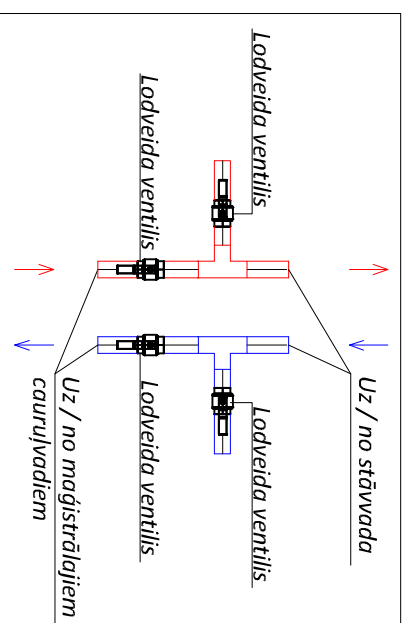 Lodveida ventilis
Lodveida ventilis
Uz / no stāvvada
Lodveida ventilis
Lodveida ventilis
Uz / no maģistrālajiem
cauruļvadiem